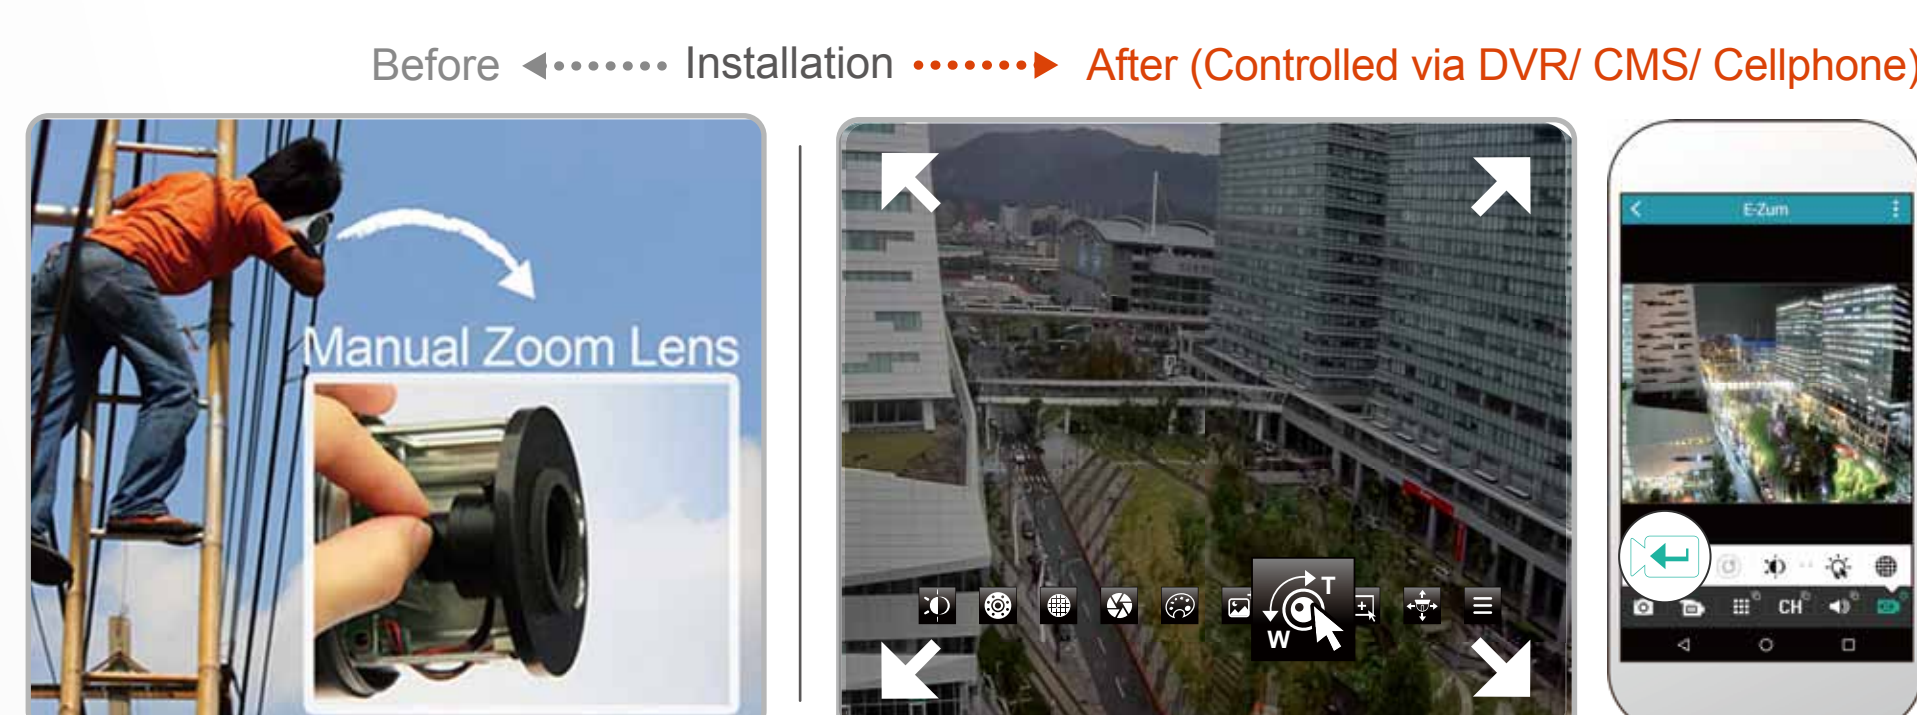 Before Installation After (Controlled via DVR/ CMS/ Cellphone)
Manual Zoom Lens
E-Zum
T
W
CH